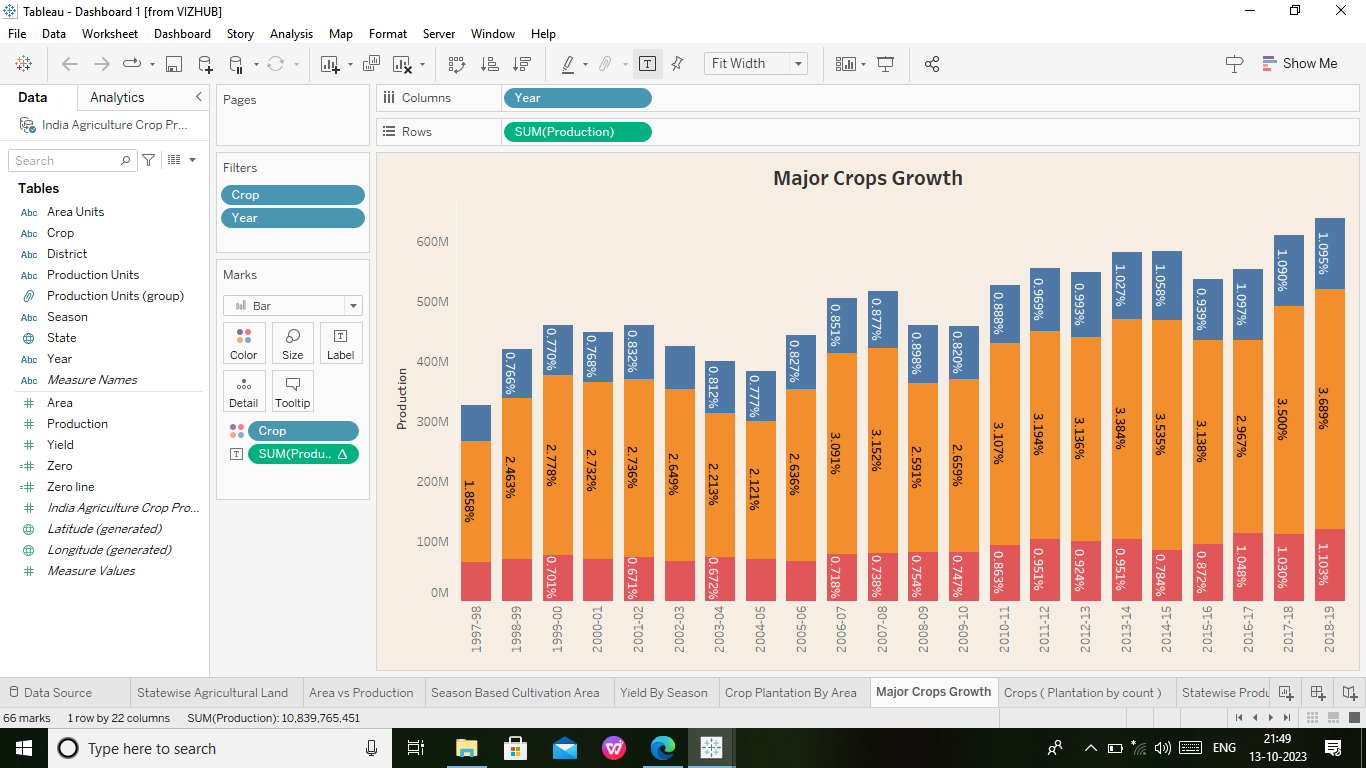 Tableau - Dashboard 1 [from VIZHUB]
File Data Worksheet Dashboard Story Analysis Map Format Server Window Help
Fit Width
Show Me
Data Analytics
India Agriculture Crop Pr...
Search
Tables
Abc Area Units
Abc Crop
Abc District
Abc Production Units
Production Units (group)
Abc Season
State
Abc Year
Abc Measure Names
Area
Production
Yield
Zero
Zero line
India Agriculture Crop Pro...
Latitude (generated)
Longitude (generated)
Measure Values
Pages
Filters
Crop
Year
Marks
Bar
Color Size Label
Detail Tooltip
Crop
SUM(Produ.. Δ
Columns Year
Rows SUM(Production)
Major Crops Growth
Production
600M
500M
400M
300M
200M
100M
0M
0.766% 0.770% 0.768% 0.832% 0.812% 0.777% 0.827% 0.851% 0.877% 0.898% 0.820% 0.888% 0.969% 0.993% 1.027% 1.058% 0.939% 1.097% 1.090% 1.095%
1.858% 2.463% 2.778% 2.732% 2.736% 2.649% 2.213% 2.121% 2.636% 3.091% 3.152% 2.591% 2.659% 3.107% 3.194% 3.136% 3.384% 3.535% 3.138% 2.967% 3.500% 3.689%
0.701% 0.671% 0.672% 0.718% 0.738% 0.754% 0.747% 0.863% 0.951% 0.924% 0.951% 0.784% 0.872% 1.048% 1.030% 1.103%
1997-98 1998-99 1999-00 2000-01 2001-02 2002-03 2003-04 2004-05 2005-06 2006-07 2007-08 2008-09 2009-10 2010-11 2011-12 2012-13 2013-14 2014-15 2015-16 2016-17 2017-18 2018-19
Data Source Statewise Agricultural Land Area vs Production Season Based Cultivation Area Yield By Season Crop Plantation By Area Major Crops Growth Crops ( Plantation by count ) Statewise Produ
66 marks 1 row by 22 columns SUM(Production): 10,839,765,451
Type here to search
ENG
21:49
13-10-2023